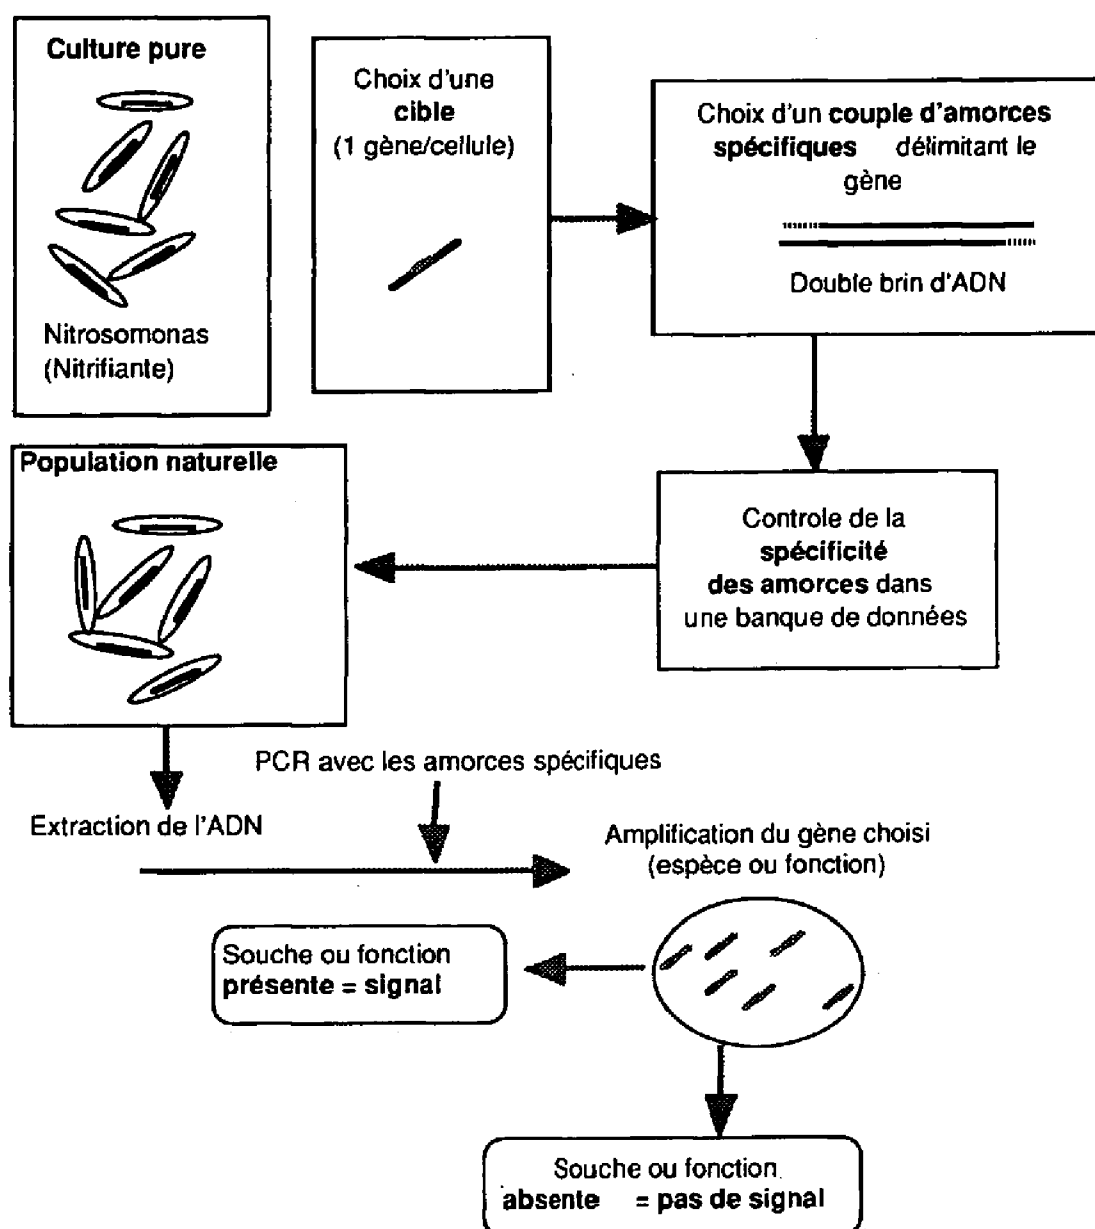 Culture pure
Nitrosomonas
(Nitrifiante)
Choix d'une
cible
(1 gène/cellule)
Choix d'un couple d'amorces
spécifiques délimitant le
gène
Double brin d'ADN
Controle de la
spécificité
des amorces dans
une banque de données
Population naturelle
PCR avec les amorces spécifiques
Extraction de l'ADN
Amplification du gène choisi
(espèce ou fonction)
Souche ou fonction
présente = signal
Souche ou fonction
absente = pas de signal